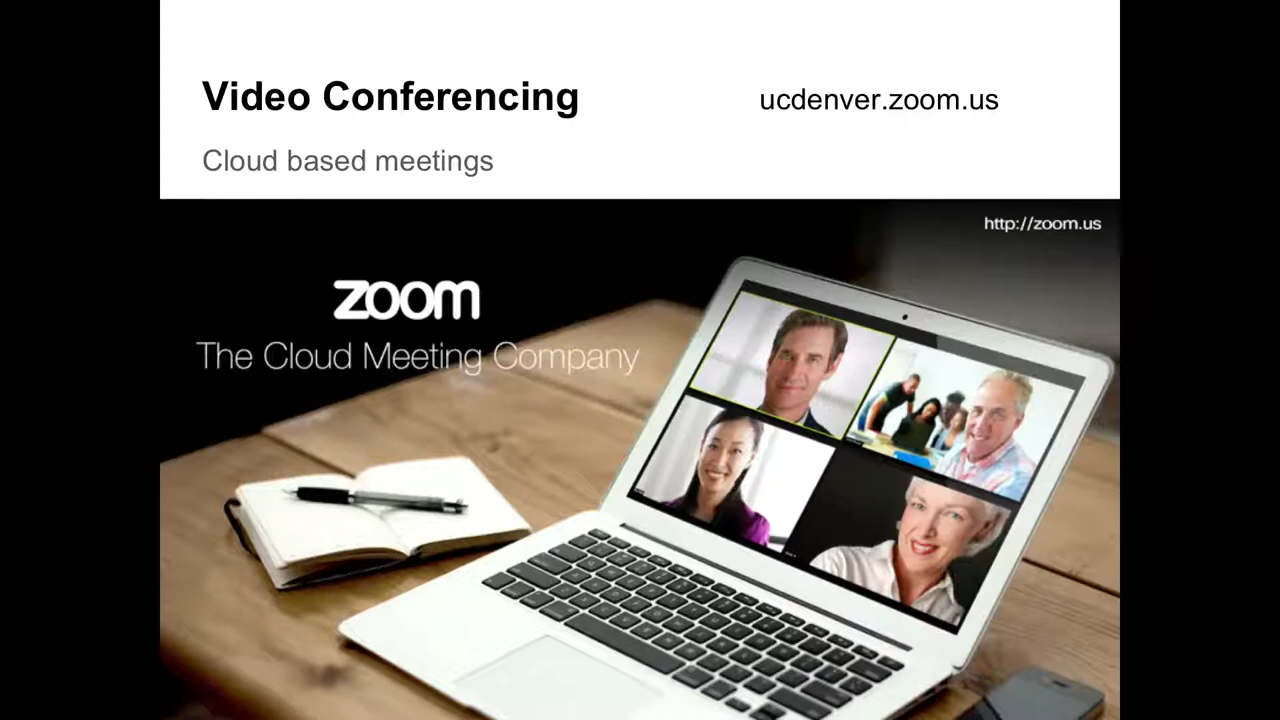 Video Conferencing
ucdenver.zoom.us
Cloud based meetings
http://zoom.us
zoom
The Cloud Meeting Company